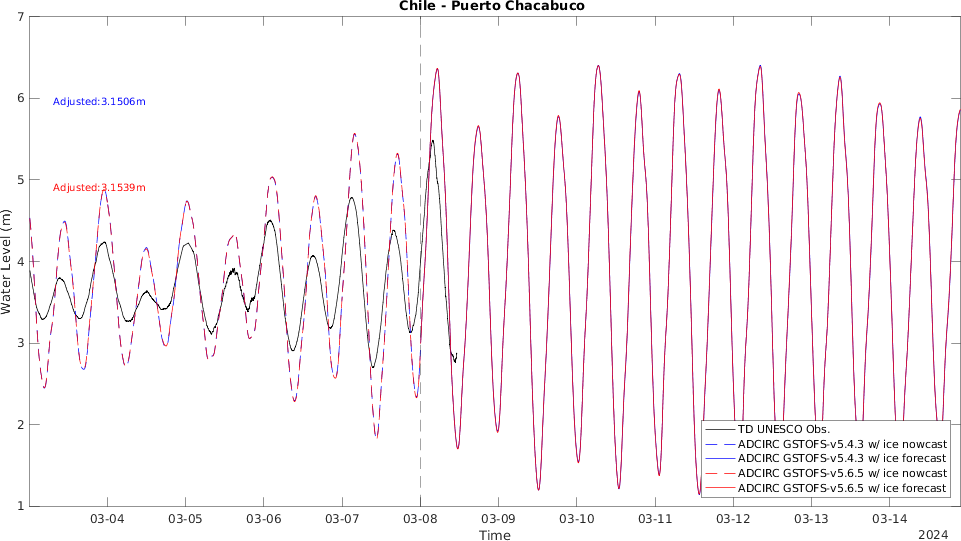 Chile - Puerto Chacabuco
7
6
5
4
3
2
1
Water Level (m)
Adjusted:3.1506m
Adjusted:3.1539m
TD UNESCO Obs.
ADCIRC GSTOFS-v5.4.3 w/ ice nowcast
ADCIRC GSTOFS-v5.4.3 w/ ice forecast
ADCIRC GSTOFS-v5.6.5 w/ ice nowcast
ADCIRC GSTOFS-v5.6.5 w/ ice forecast
03-04 03-05 03-06 03-07 03-08 03-09 03-10 03-11 03-12 03-13 03-14
Time
2024